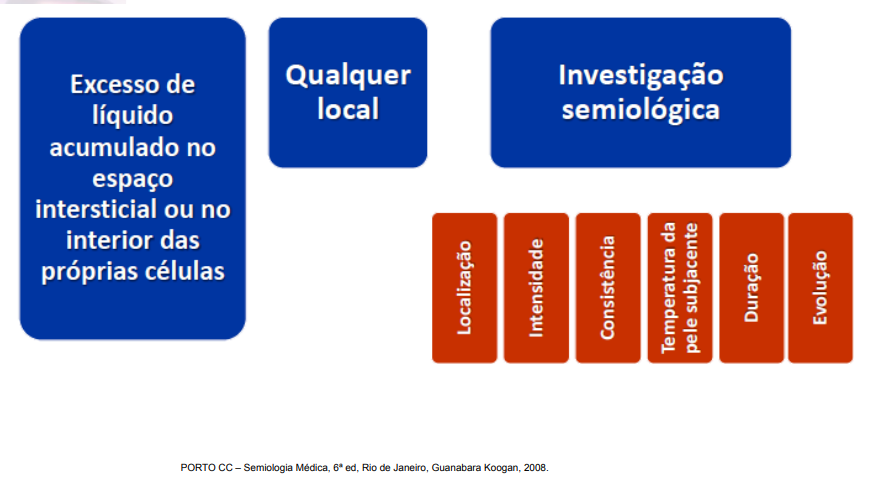 Excesso de
líquido
acumulado no
espaço
intersticial ou no
interior das
próprias células
Qualquer
local
Investigação
semiológica
Localização
Intensidade
Consistência
Temperatura da
pele subjacente
Duração
Evolução
PORTO CC – Semiologia Médica, 6ª ed, Rio de Janeiro, Guanabara Koogan, 2008.